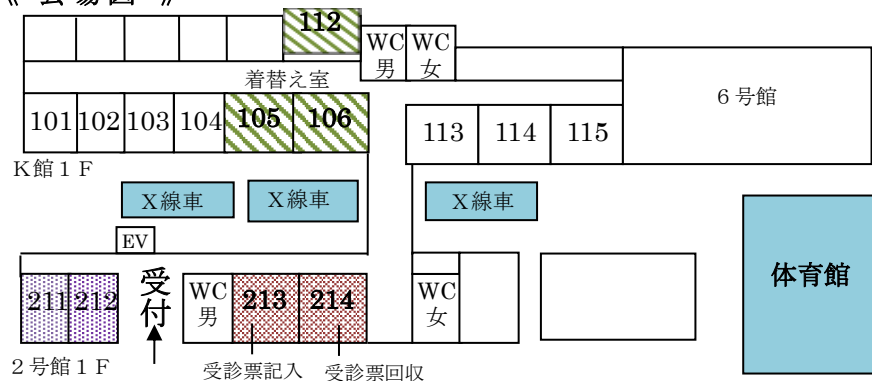 112
WC
男
WC
女
着替え室
6号館
101 102 103 104 105 106
113 114 115
K館1F
X線車
X線車
X線車
EV
体育館
211 212
受付
WC
男
213 214
WC
女
2号館1F
受診票記入
受診票回収